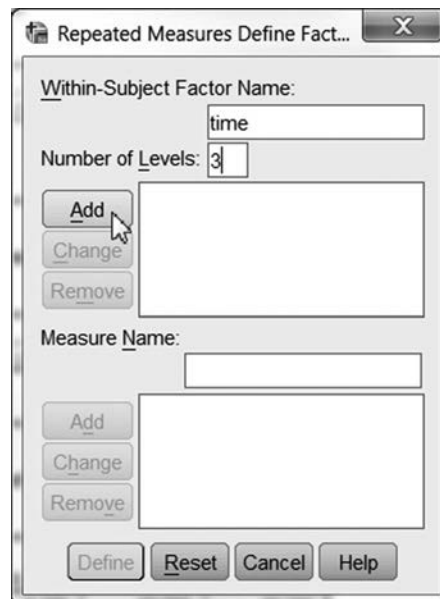 Repeated Measures Define Fact...
Within-Subject Factor Name:
time
Number of Levels: 3
Add
Change
Remove
Measure Name:
Add
Change
Remove
Define Reset Cancel Help